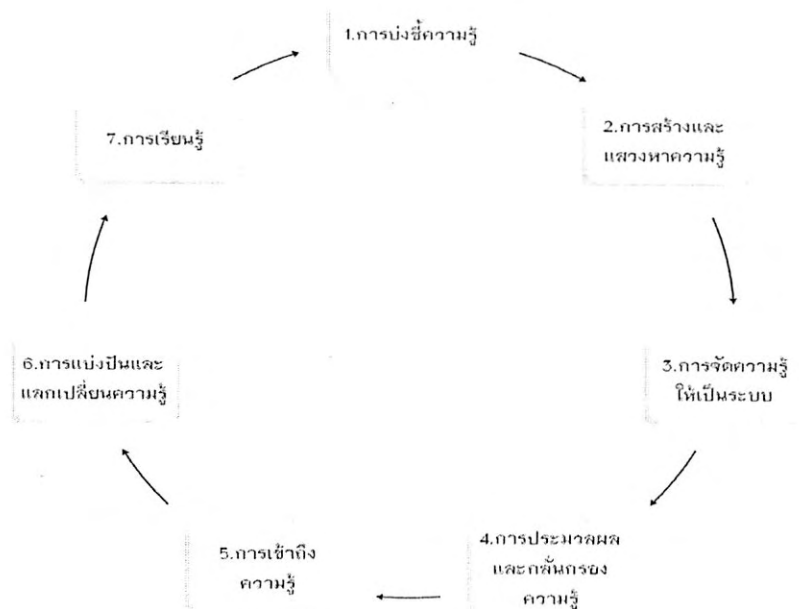 1.การบ่งชี้ความรู้
2.การสร้างและ
แสวงหาความรู้
3.การจัดความรู้
ให้เป็นระบบ
4.การประมวลผล
และกลั่นกรอง
ความรู้
5.การเข้าถึง
ความรู้
6.การแบ่งปันและ
แลกเปลี่ยนความรู้
7.การเรียนรู้